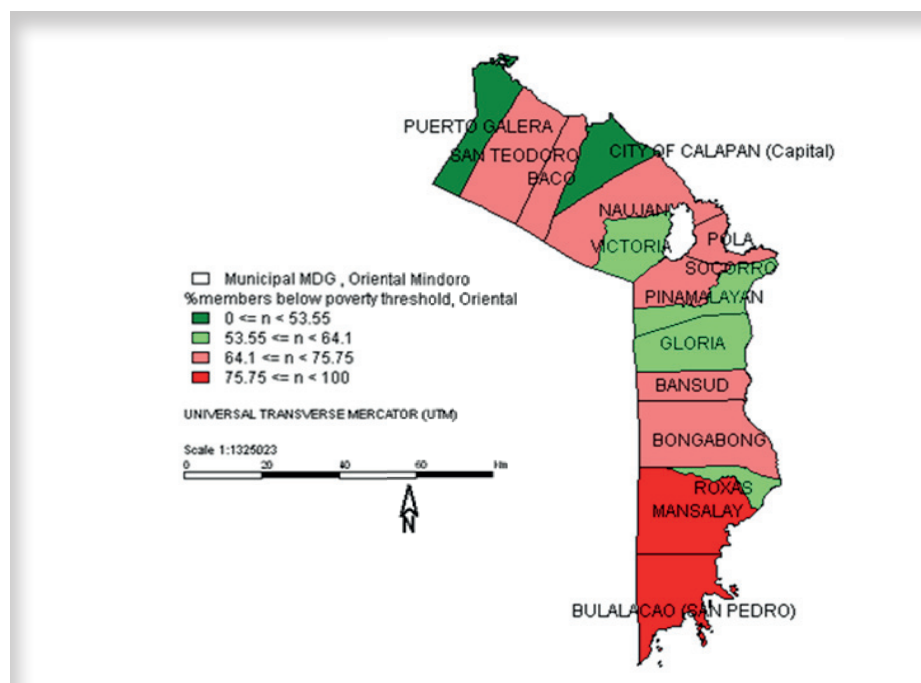 PUERTO GALERA
SAN TEODORO
BACO
CITY OF CALAPAN (Capital)
NAUJAN
VICTORIA
POLA
SOCORRO
PINAMALAYAN
GLORIA
BANSUD
BONGABONG
ROXAS
MANSALAY
BULALACAO (SAN PEDRO)
Municipal MDG , Oriental Mindoro
%members below poverty threshold, Oriental
0 <= n < 53.55
53.55 <= n < 64.1
64.1 <= n < 75.75
75.75 <= n < 100
UNIVERSAL TRANSVERSE MERCATOR (UTM)
Scale 1:1325023
0 20 40 60 Km
N